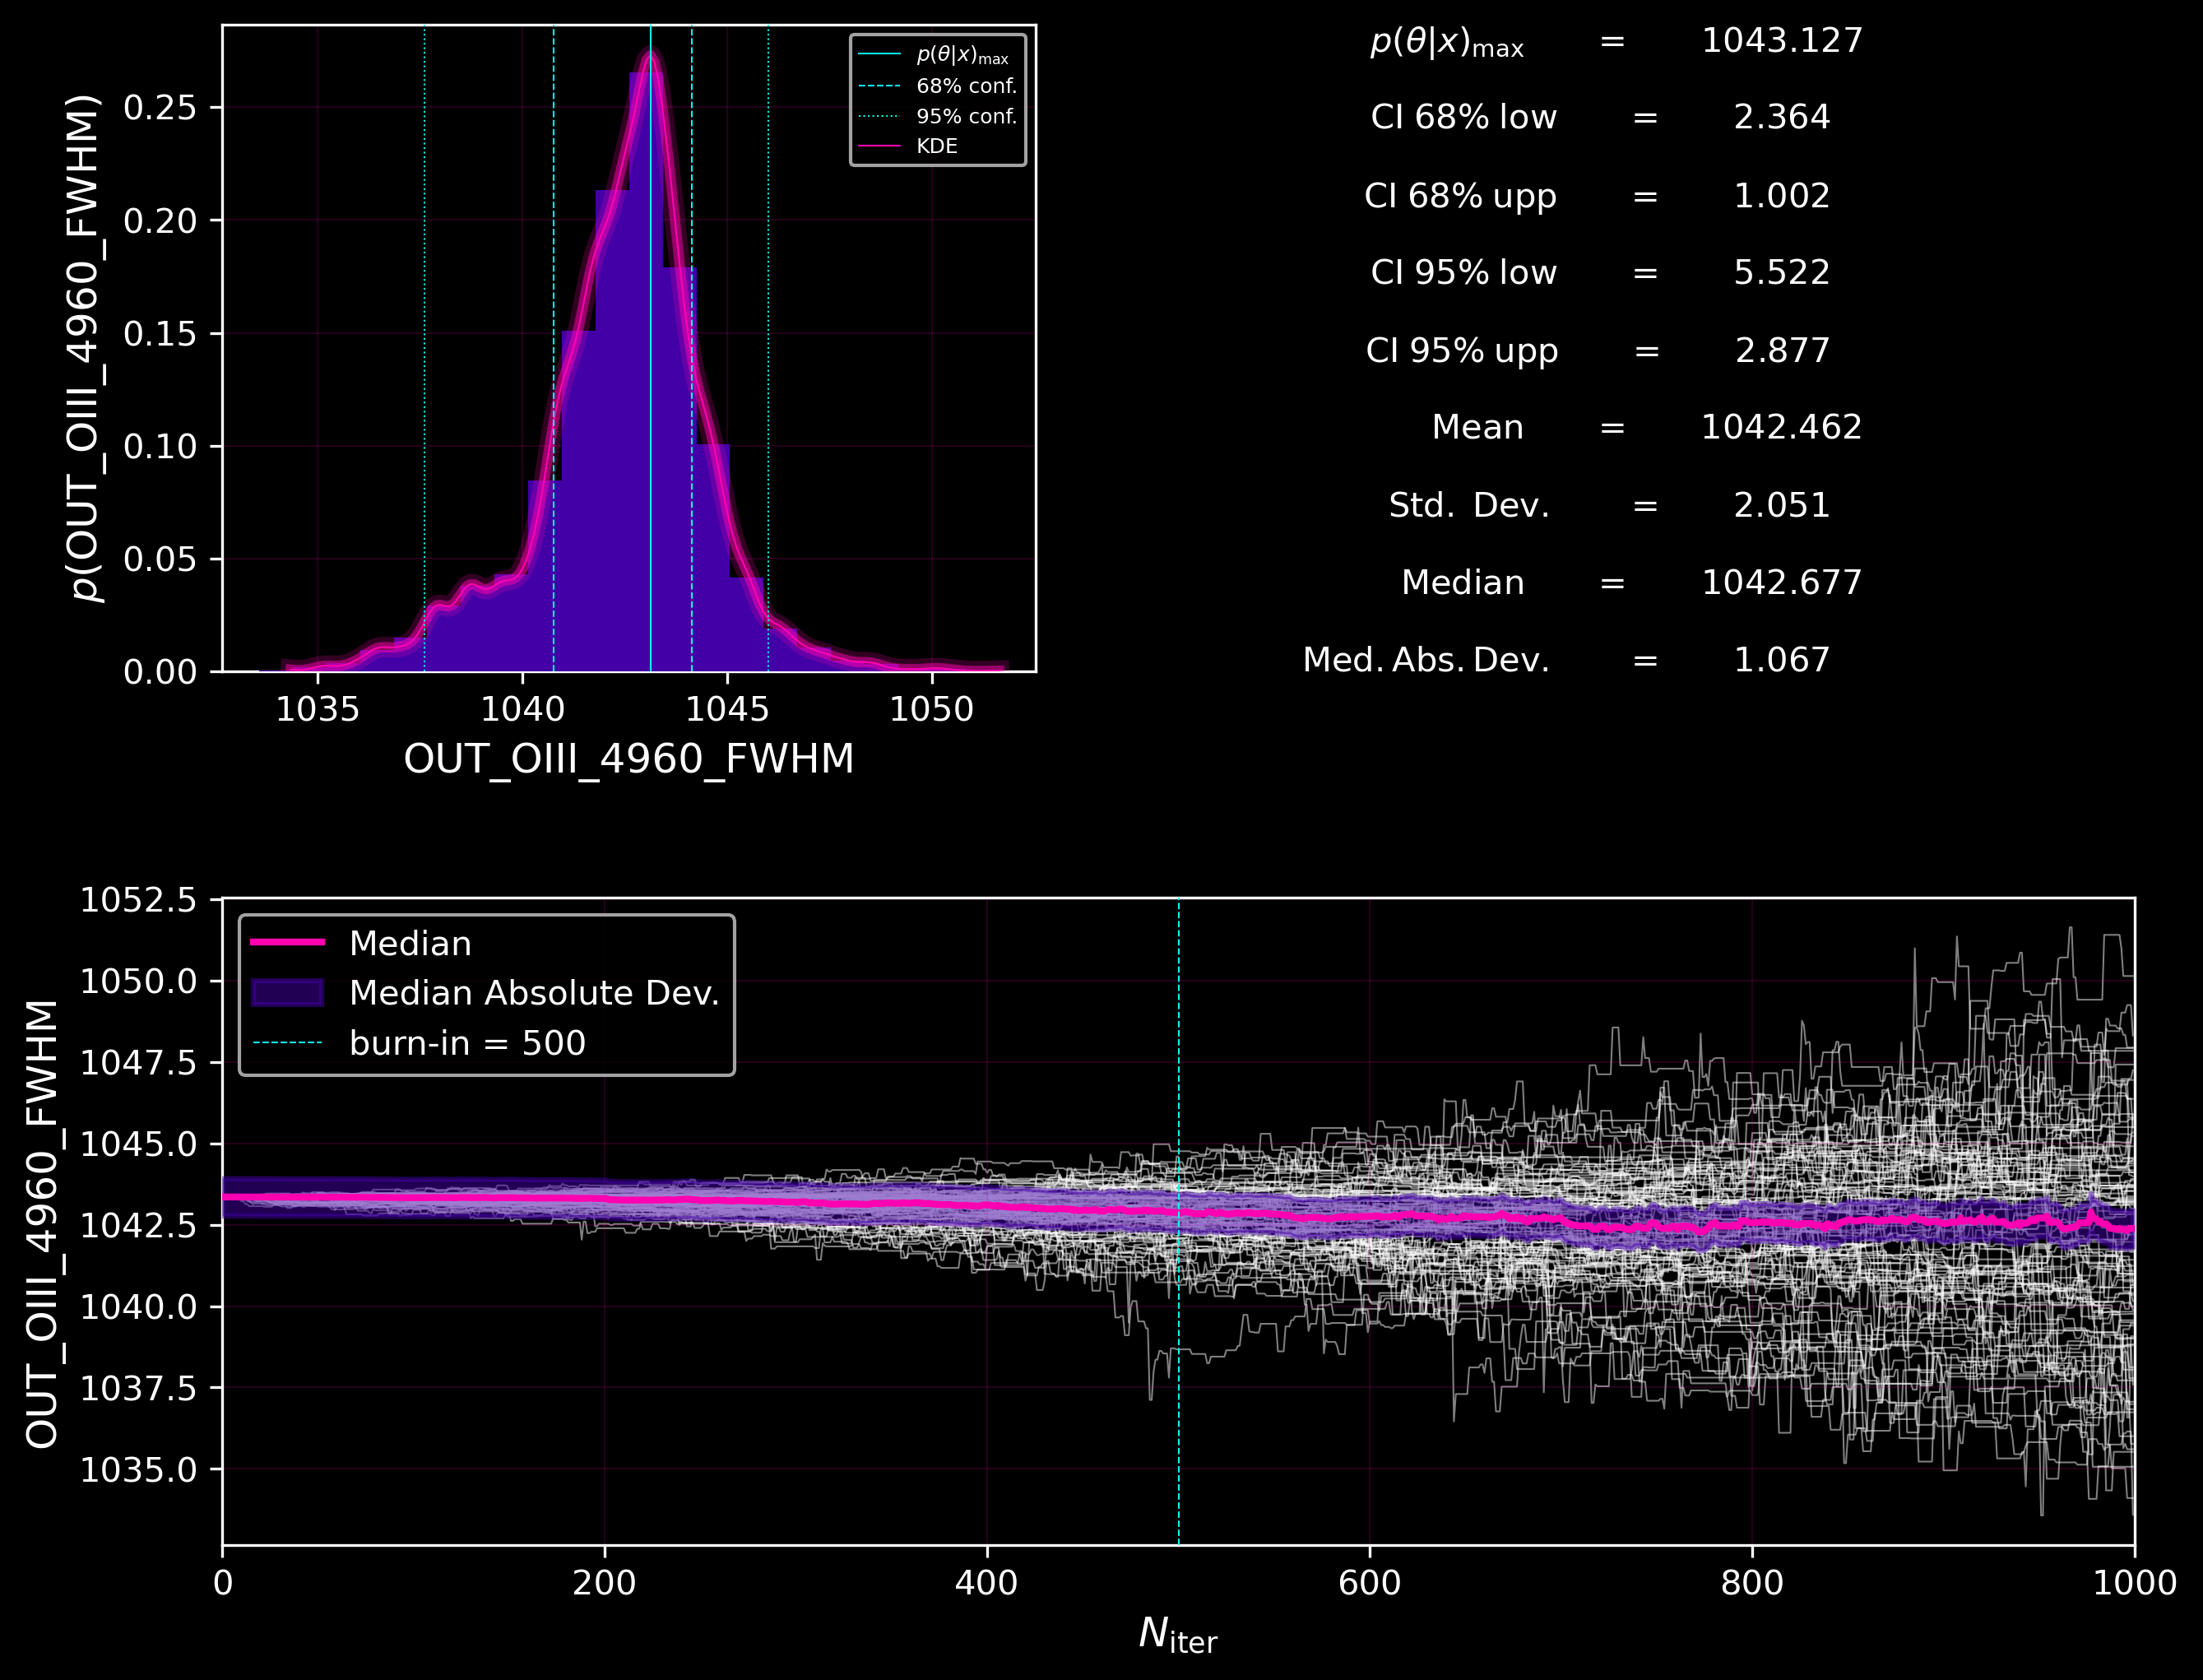 p(OUT_OIII_4960_FWHM)
0.25
0.20
0.15
0.10
0.05
0.00
1035 1040 1045 1050
OUT_OIII_4960_FWHM
p(θ|x)max
68% conf.
95% conf.
KDE
p(θ|x)max = 1043.127
CI 68% low = 2.364
CI 68% upp = 1.002
CI 95% low = 5.522
CI 95% upp = 2.877
Mean = 1042.462
Std. Dev. = 2.051
Median = 1042.677
Med. Abs. Dev. = 1.067
OUT_OIII_4960_FWHM
1052.5
1050.0
1047.5
1045.0
1042.5
1040.0
1037.5
1035.0
Median
Median Absolute Dev.
burn-in = 500
0 200 400 600 800 1000
Niter